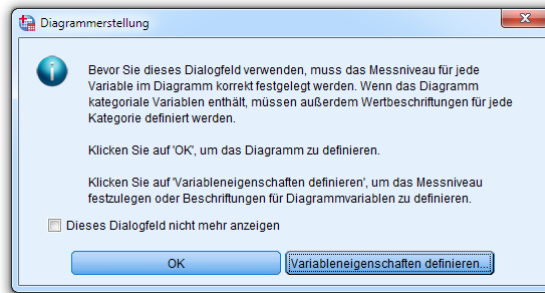 Diagrammerstellung
Bevor Sie dieses Dialogfeld verwenden, muss das Messniveau für jede
Variable im Diagramm korrekt festgelegt werden. Wenn das Diagramm
kategoriale Variablen enthält, müssen außerdem Wertbeschriftungen für jede
Kategorie definiert werden.
Klicken Sie auf 'OK', um das Diagramm zu definieren.
Klicken Sie auf 'Variableneigenschaften definieren', um das Messniveau
festzulegen oder Beschriftungen für Diagrammvariablen zu definieren.
Dieses Dialogfeld nicht mehr anzeigen
OK
Variableneigenschaften definieren...